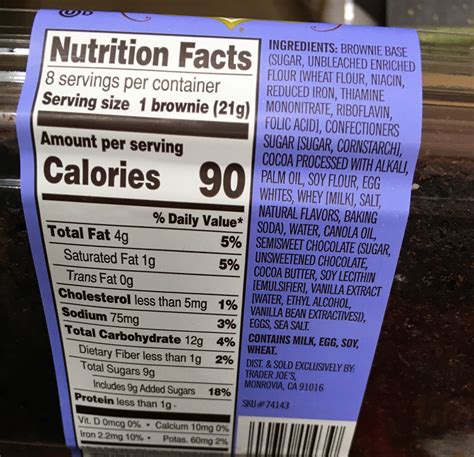 Nutrition Facts
8 servings per container
Serving size 1 brownie (21g)
Amount per serving
Calories 90
% Daily Value*
Total Fat 4g 5%
Saturated Fat 1g 5%
Trans Fat 0g
Cholesterol less than 5mg 1%
Sodium 75mg 3%
Total Carbohydrate 12g 4%
Dietary Fiber less than 1g 2%
Total Sugars 9g
Includes 9g Added Sugars 18%
Protein less than 1g -
Vit. D 0mcg 0% • Calcium 10mg 0%
Iron 2.2mg 10% • Potas. 60mg 2%
INGREDIENTS: BROWNIE BASE
(SUGAR, UNBLEACHED ENRICHED
FLOUR [WHEAT FLOUR, NIACIN,
REDUCED IRON, THIAMINE
MONONITRATE, RIBOFLAVIN,
FOLIC ACID], CONFECTIONERS
SUGAR [SUGAR, CORNSTARCH],
COCOA PROCESSED WITH ALKALI,
PALM OIL, SOY FLOUR, EGG
WHITES, WHEY [MILK], SALT,
NATURAL FLAVORS, BAKING
SODA), WATER, CANOLA OIL,
SEMISWEET CHOCOLATE (SUGAR,
UNSWEETENED CHOCOLATE,
COCOA BUTTER, SOY LECITHIN
[EMULSIFIER], VANILLA EXTRACT
[WATER, ETHYL ALCOHOL,
VANILLA BEAN EXTRACTIVES]),
EGGS, SEA SALT.
CONTAINS MILK, EGG, SOY,
WHEAT.
DIST. & SOLD EXCLUSIVELY BY:
TRADER JOE'S,
MONROVIA, CA 91016
SKU# 74143